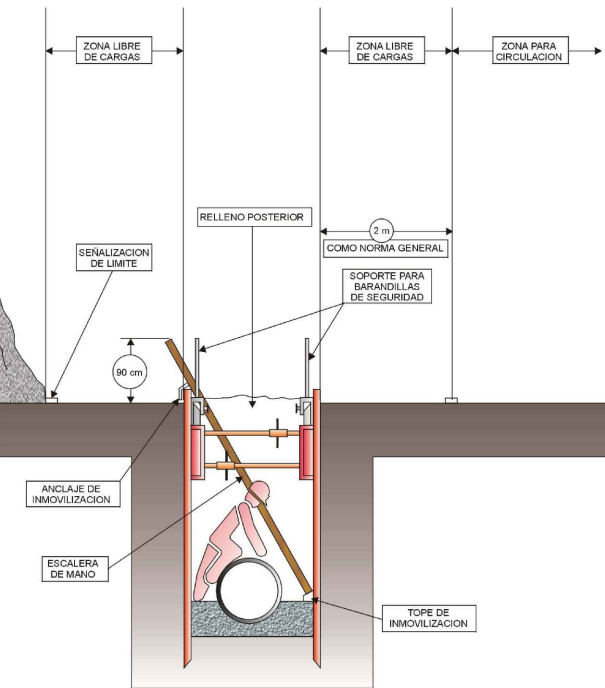 ZONA LIBRE
DE CARGAS
ZONA LIBRE
DE CARGAS
ZONA PARA
CIRCULACION
RELLENO POSTERIOR
2 m
COMO NORMA GENERAL
SEÑALIZACION
DE LIMITE
SOPORTE PARA
BARANDILLAS
DE SEGURIDAD
90 cm
ANCLAJE DE
INMOVILIZACION
ESCALERA
DE MANO
TOPE DE
INMOVILIZACION